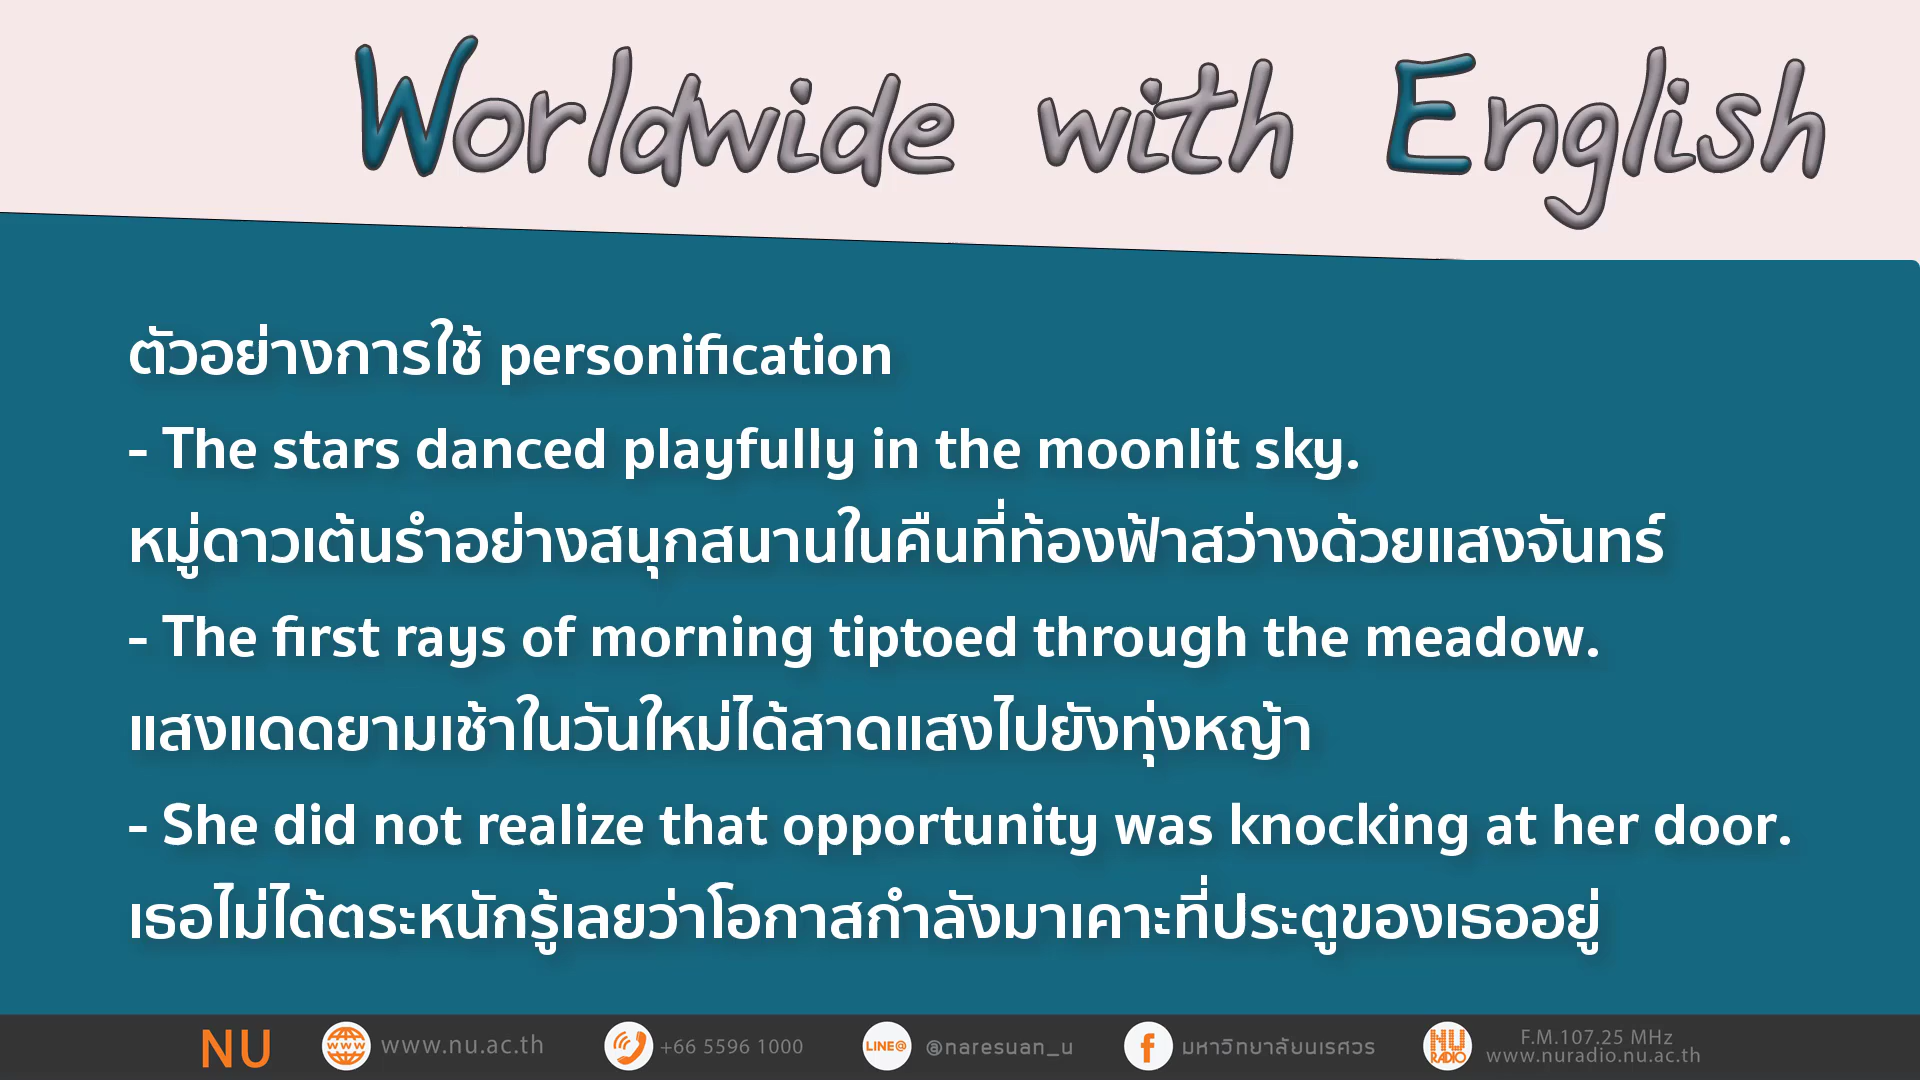 Worldwide with English
ตัวอย่างการใช้ personification
- The stars danced playfully in the moonlit sky.
หมู่ดาวเต้นรำอย่างสนุกสนานในคืนที่ท้องฟ้าสว่างด้วยแสงจันทร์
- The first rays of morning tiptoed through the meadow.
แสงแดดยามเช้าในวันใหม่ได้สาดแสงไปยังทุ่งหญ้า
- She did not realize that opportunity was knocking at her door.
เธอไม่ได้ตระหนักรู้เลยว่าโอกาสกำลังมาเคาะที่ประตูของเธออยู่
NU
www
www.nu.ac.th
+66 5596 1000
LINE@
@naresuan_u
f
มหาวิทยาลัยนเรศวร
NU
RADIO
F.M.107.25 MHz
www.nuradio.nu.ac.th